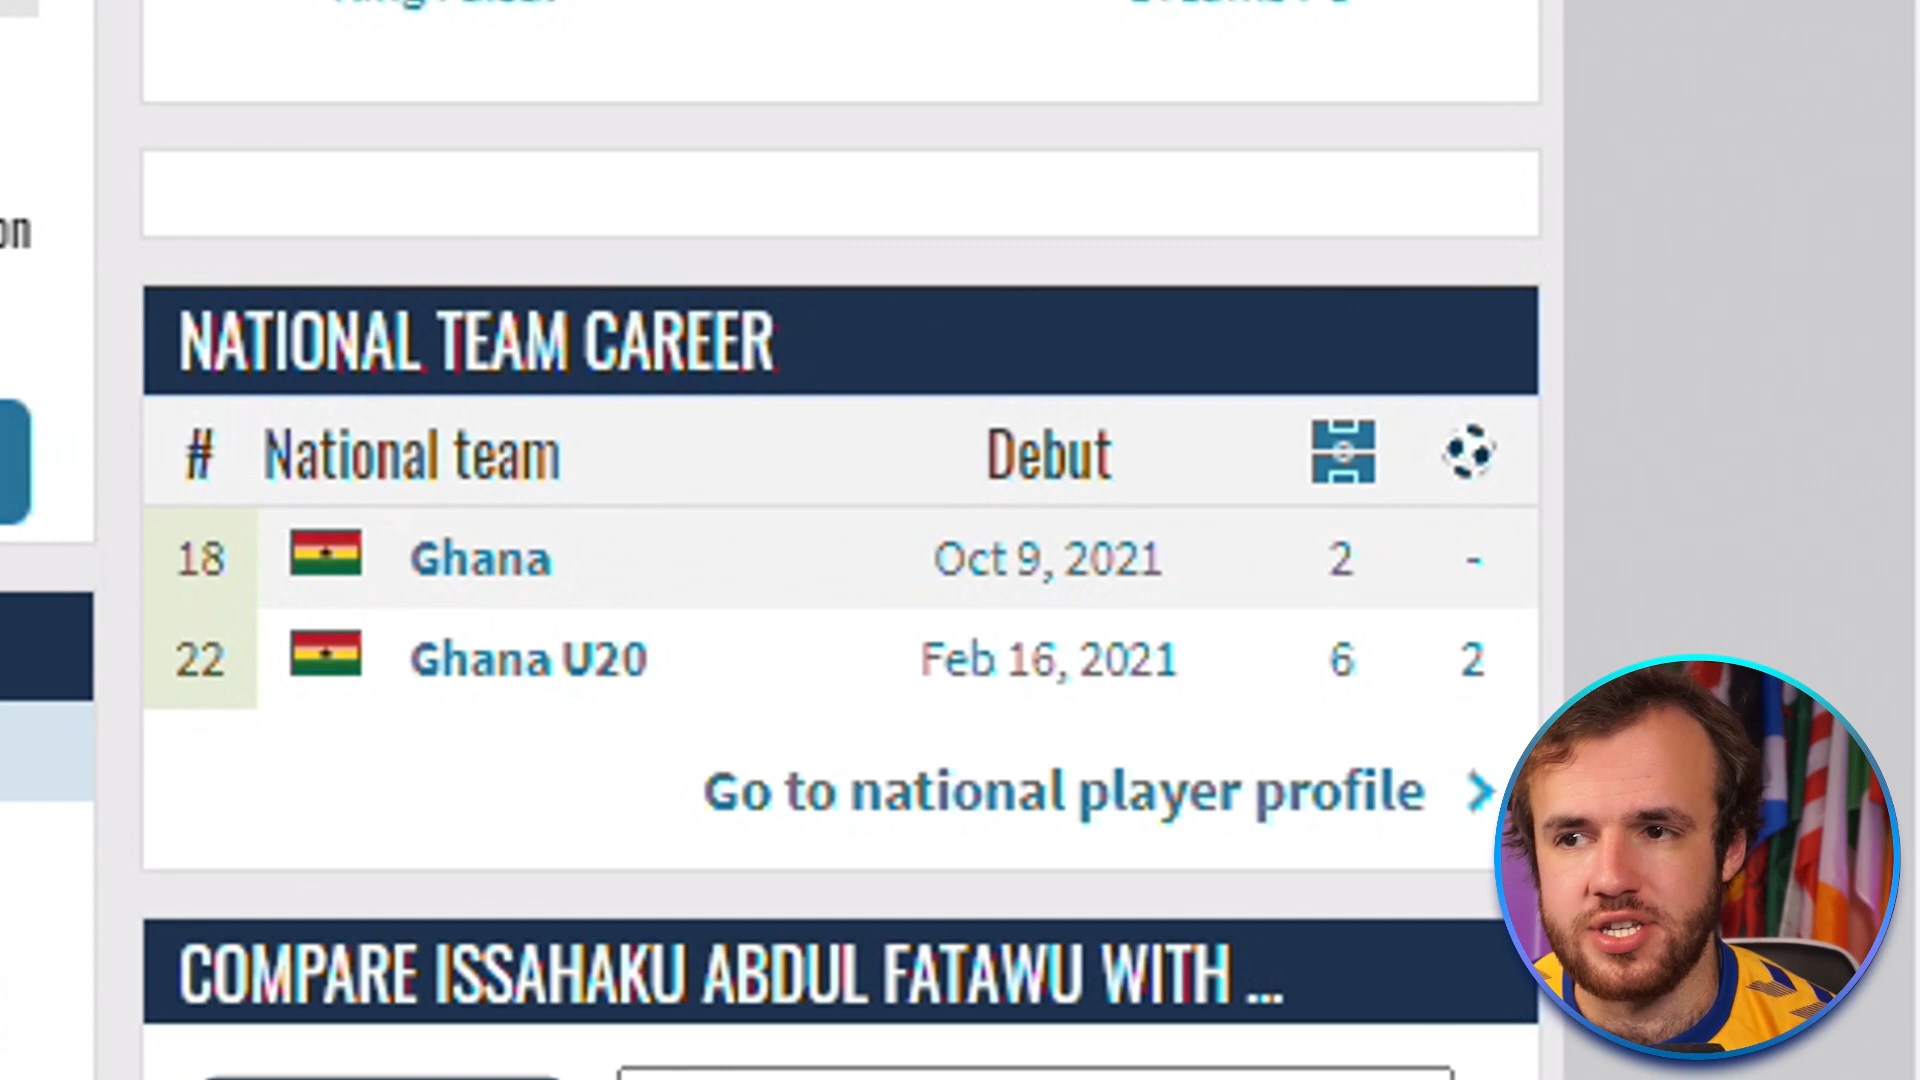 on
NATIONAL TEAM CAREER
# National team Debut
18 Ghana Oct 9, 2021 2 -
22 Ghana U20 Feb 16, 2021 6 2
Go to national player profile
COMPARE ISSAHAKU ABDUL FATAWU WITH ...